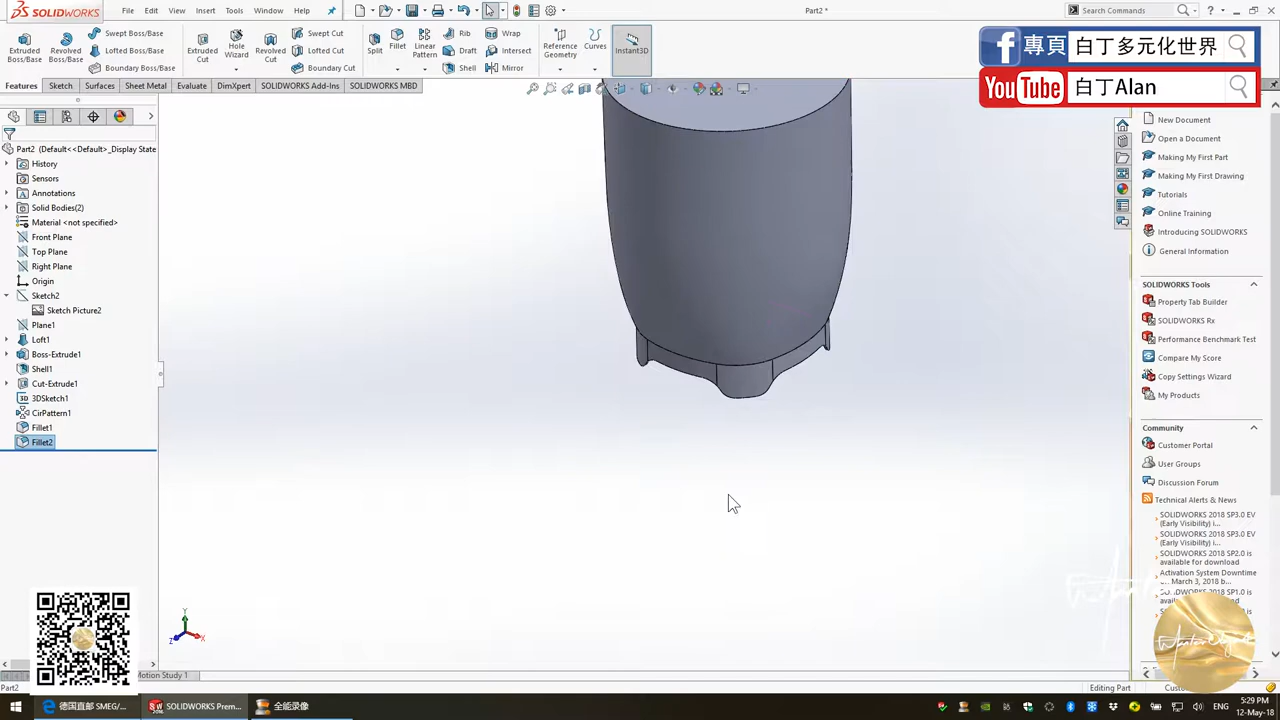 SOLIDWORKS
File
Edit
View
Insert
Tools
Window
Help
Part2 *
Search Commands
Extruded
Boss/Base
Revolved
Boss/Base
Swept Boss/Base
Lofted Boss/Base
Boundary Boss/Base
Extruded
Cut
Hole
Wizard
Revolved
Cut
Swept Cut
Lofted Cut
Boundary Cut
Split
Fillet
Linear
Pattern
Rib
Draft
Shell
Wrap
Intersect
Mirror
Reference
Geometry
Curves
Instant3D
f 專頁 白丁多元化世界
YouTube 白丁Alan
Features
Sketch
Surfaces
Sheet Metal
Evaluate
DimXpert
SOLIDWORKS Add-Ins
SOLIDWORKS MBD
Part2 (Default<<Default>_Display State
History
Sensors
Annotations
Solid Bodies(2)
Material <not specified>
Front Plane
Top Plane
Right Plane
Origin
Sketch2
Sketch Picture2
Plane1
Loft1
Boss-Extrude1
Shell1
Cut-Extrude1
3DSketch1
CirPattern1
Fillet1
Fillet2
New Document
Open a Document
Making My First Part
Making My First Drawing
Tutorials
Online Training
Introducing SOLIDWORKS
General Information
SOLIDWORKS Tools
Property Tab Builder
SOLIDWORKS Rx
Performance Benchmark Test
Compare My Score
Copy Settings Wizard
My Products
Community
Customer Portal
User Groups
Discussion Forum
Technical Alerts & News
SOLIDWORKS 2018 SP3.0 EV
(Early Visibility) i...
SOLIDWORKS 2018 SP3.0 EV
(Early Visibility) i...
SOLIDWORKS 2018 SP2.0 is
available for download
Activation System Downtime
March 3, 2018 b...
Y
Z
X
Motion Study 1
Part2
Editing Part
德国直邮 SMEG/...
SOLIDWORKS Prem...
全能录像
ENG
5:29 PM
12-May-18